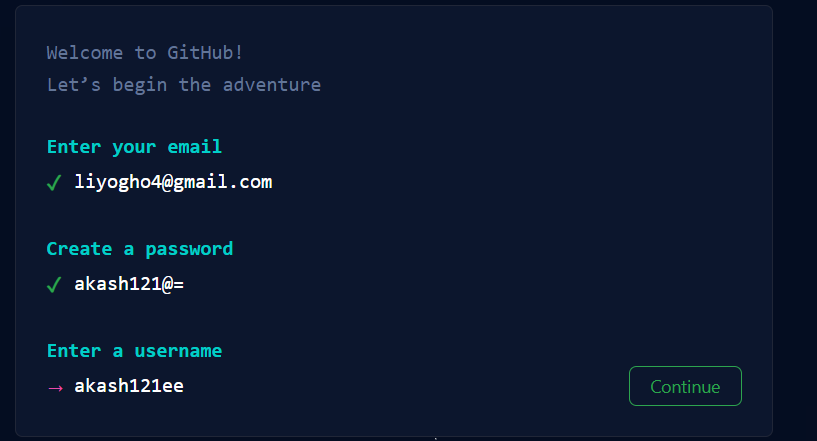 Welcome to GitHub!
Let’s begin the adventure
Enter your email
✓ liyogho4@gmail.com
Create a password
✓ akash121@=
Enter a username
→ akash121ee
Continue